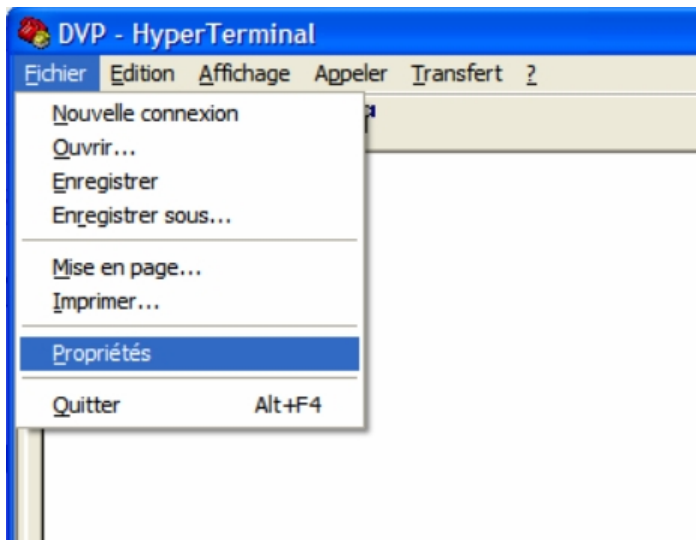 DVP - HyperTerminal
Fichier Edition Affichage Appeler Transfert ?
Nouvelle connexion
Ouvrir...
Enregistrer
Enregistrer sous...
Mise en page...
Imprimer...
Propriétés
Quitter Alt+F4